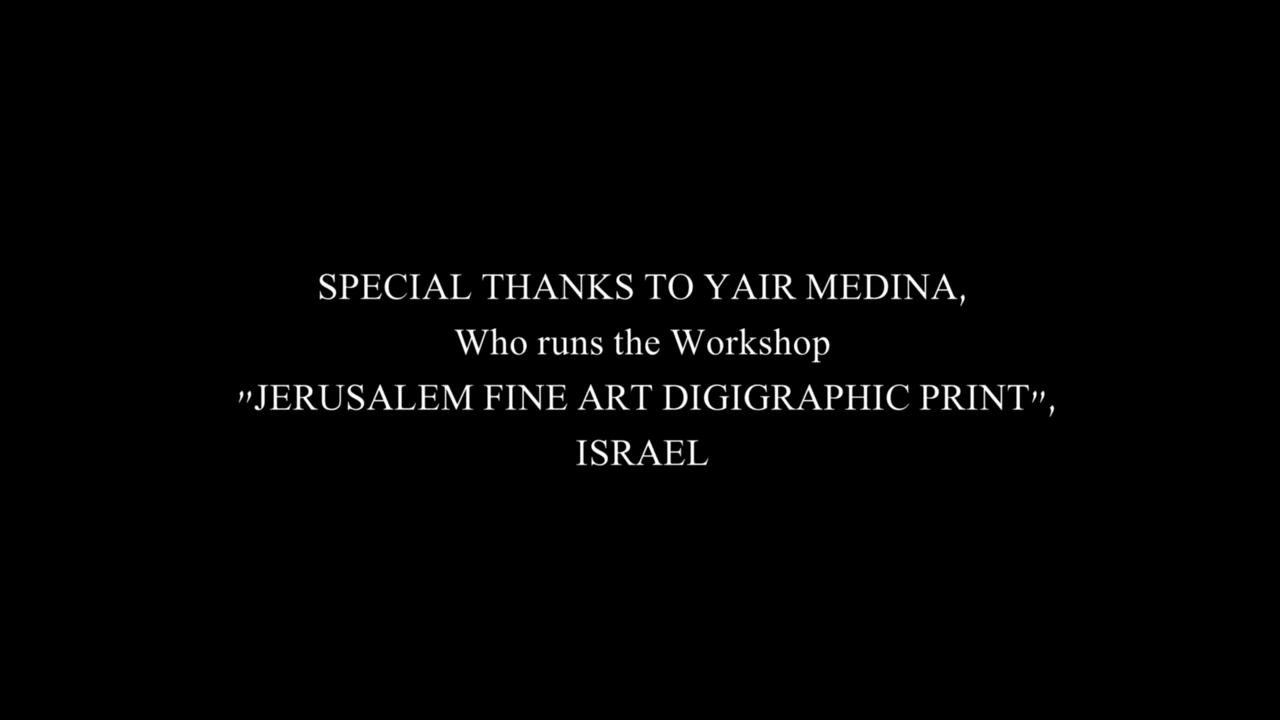 SPECIAL THANKS TO YAIR MEDINA,
Who runs the Workshop
"JERUSALEM FINE ART DIGIGRAPHIC PRINT",
ISRAEL